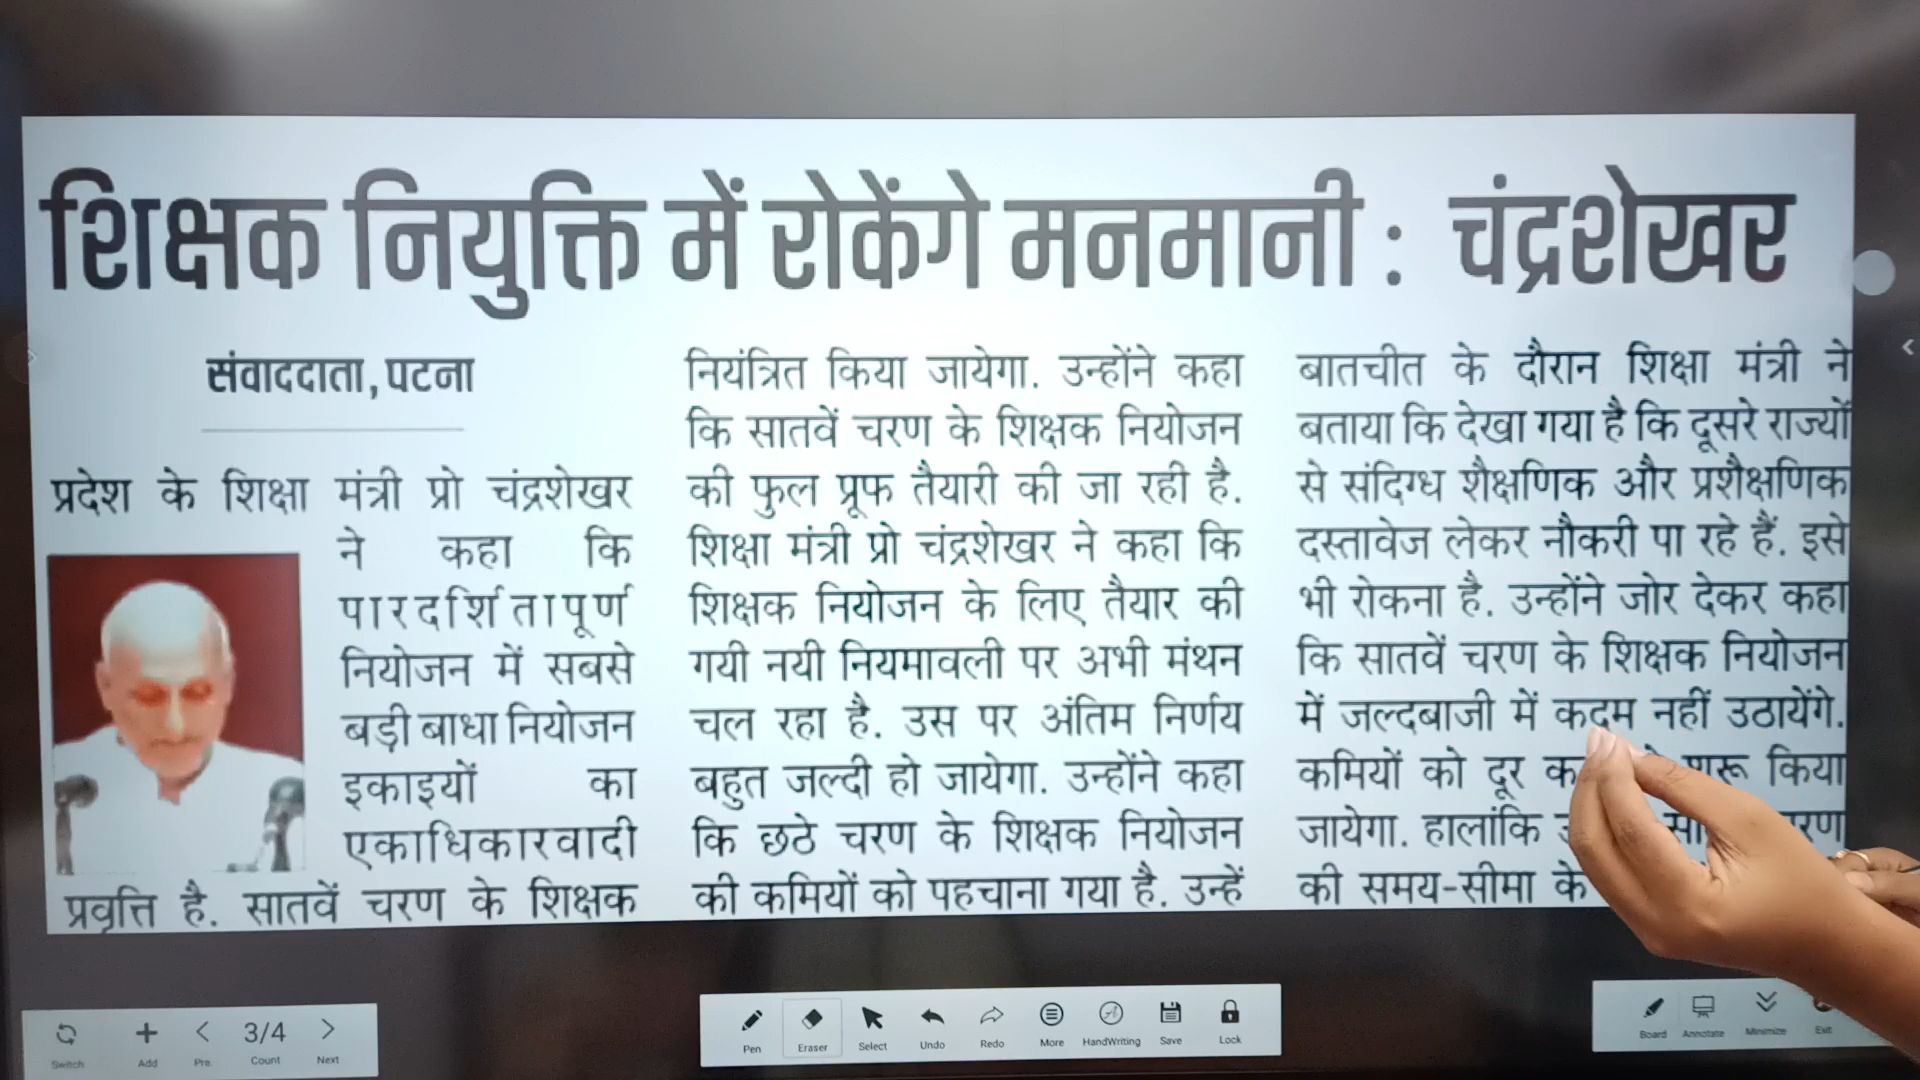 शिक्षक नियुक्ति में रोकेंगे मनमानी : चंद्रशेखर
संवाददाता, पटना
प्रदेश के शिक्षा मंत्री प्रो चंद्रशेखर
ने कहा कि
पारदर्शितापूर्ण
नियोजन में सबसे
बड़ी बाधा नियोजन
इकाइयों का
एकाधिकारवादी
प्रवृत्ति है. सातवें चरण के शिक्षक
नियंत्रित किया जायेगा. उन्होंने कहा
कि सातवें चरण के शिक्षक नियोजन
की फुल प्रूफ तैयारी की जा रही है.
शिक्षा मंत्री प्रो चंद्रशेखर ने कहा कि
शिक्षक नियोजन के लिए तैयार की
गयी नयी नियमावली पर अभी मंथन
चल रहा है. उस पर अंतिम निर्णय
बहुत जल्दी हो जायेगा. उन्होंने कहा
कि छठे चरण के शिक्षक नियोजन
की कमियों को पहचाना गया है. उन्हें
बातचीत के दौरान शिक्षा मंत्री ने
बताया कि देखा गया है कि दूसरे राज्यों
से संदिग्ध शैक्षणिक और प्रशैक्षणिक
दस्तावेज लेकर नौकरी पा रहे हैं. इसे
भी रोकना है. उन्होंने जोर देकर कहा
कि सातवें चरण के शिक्षक नियोजन
में जल्दबाजी में कदम नहीं उठायेंगे.
कमियों को दूर किया
जायेगा. हालांकि
की समय-सीमा के
Switch
Add
Pre.
3/4
Count
Next
Pen
Eraser
Select
Undo
Redo
More
HandWriting
Save
Lock
Board
Annotate
Minimize
Exit